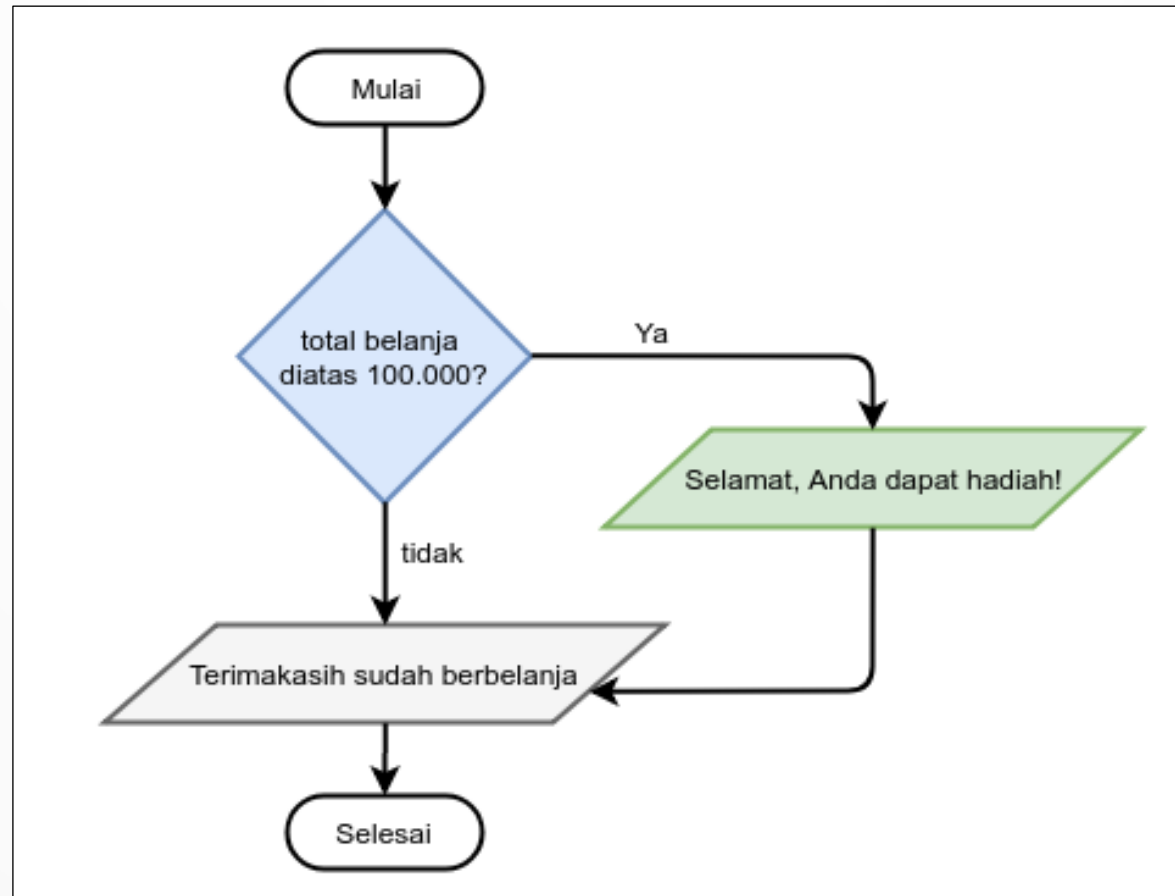 Mulai
total belanja
diatas 100.000?
Ya
Selamat, Anda dapat hadiah!
tidak
Terimakasih sudah berbelanja
Selesai